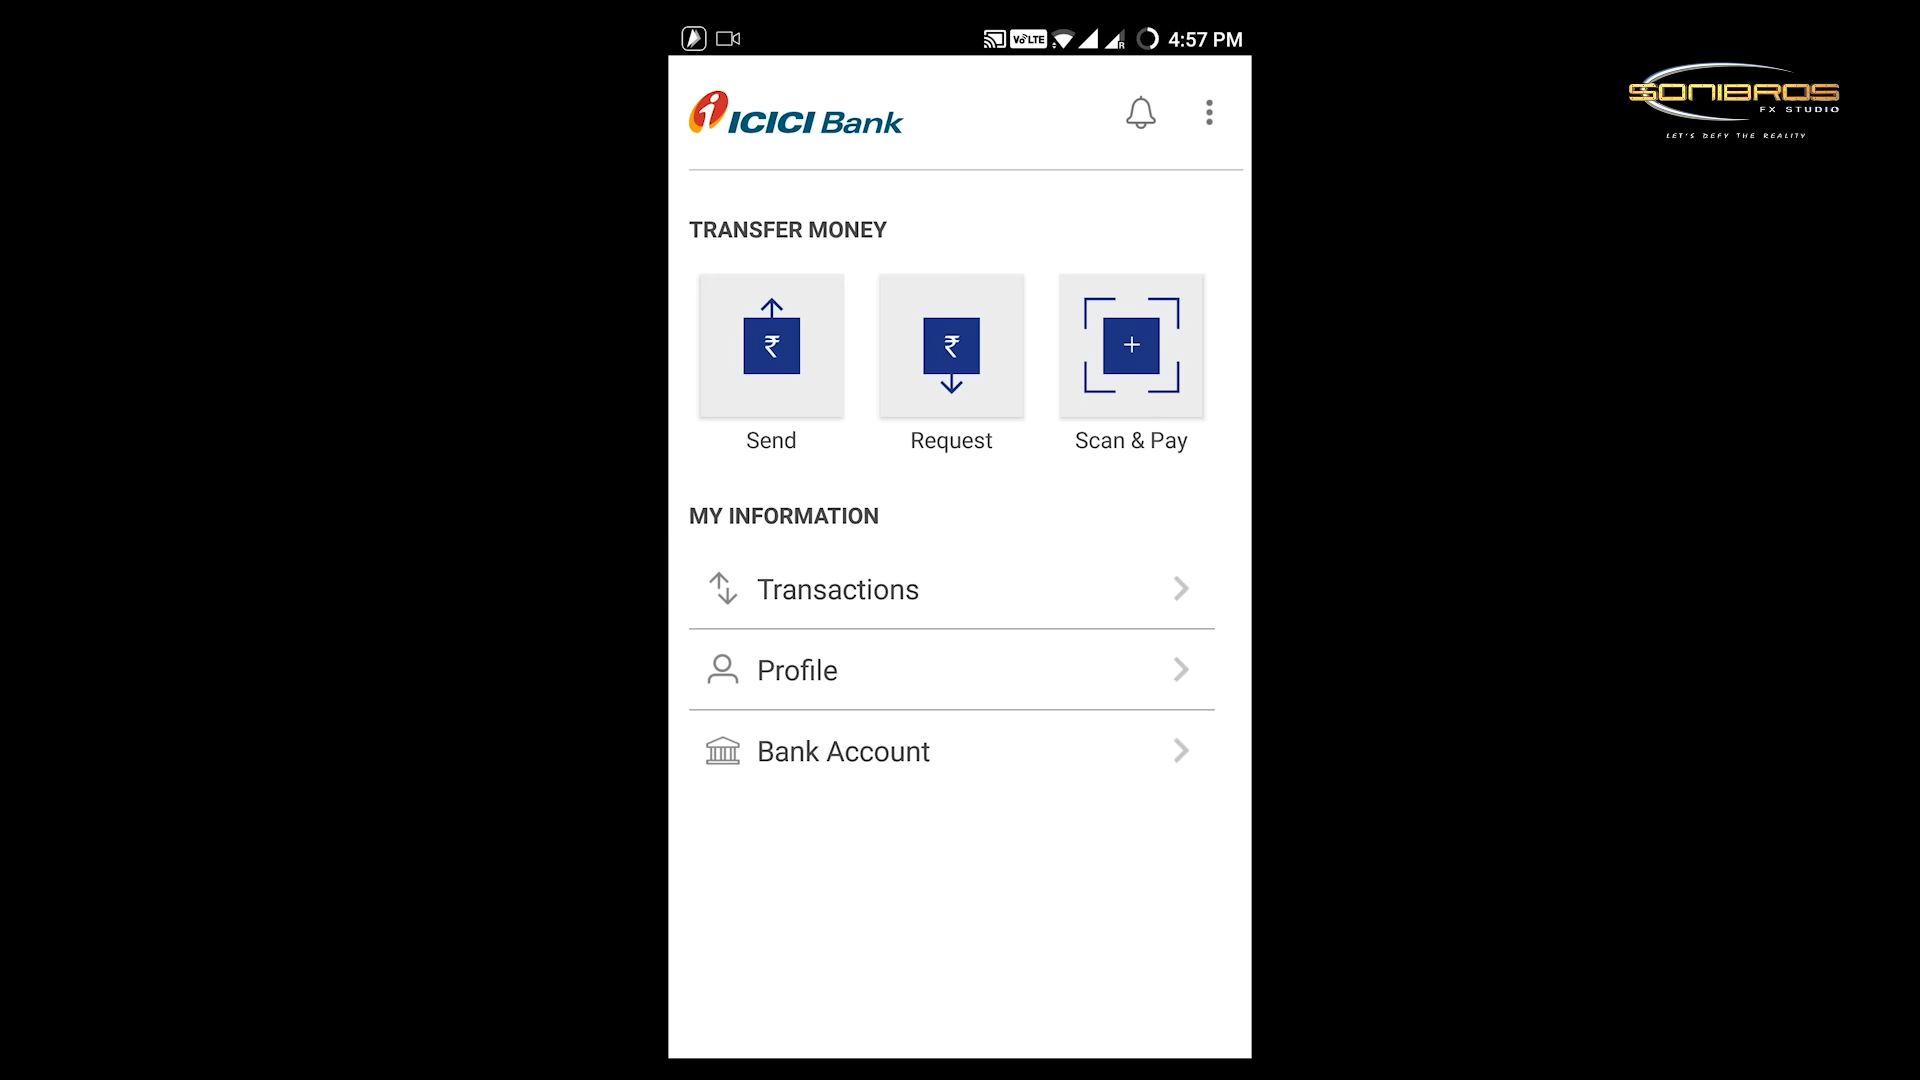 VoLTE R 4:57 PM
SONIBROS
FX STUDIO
LET'S DEFY THE REALITY
i ICICI Bank
TRANSFER MONEY
₹ ₹ +
Send Request Scan & Pay
MY INFORMATION
Transactions
Profile
Bank Account